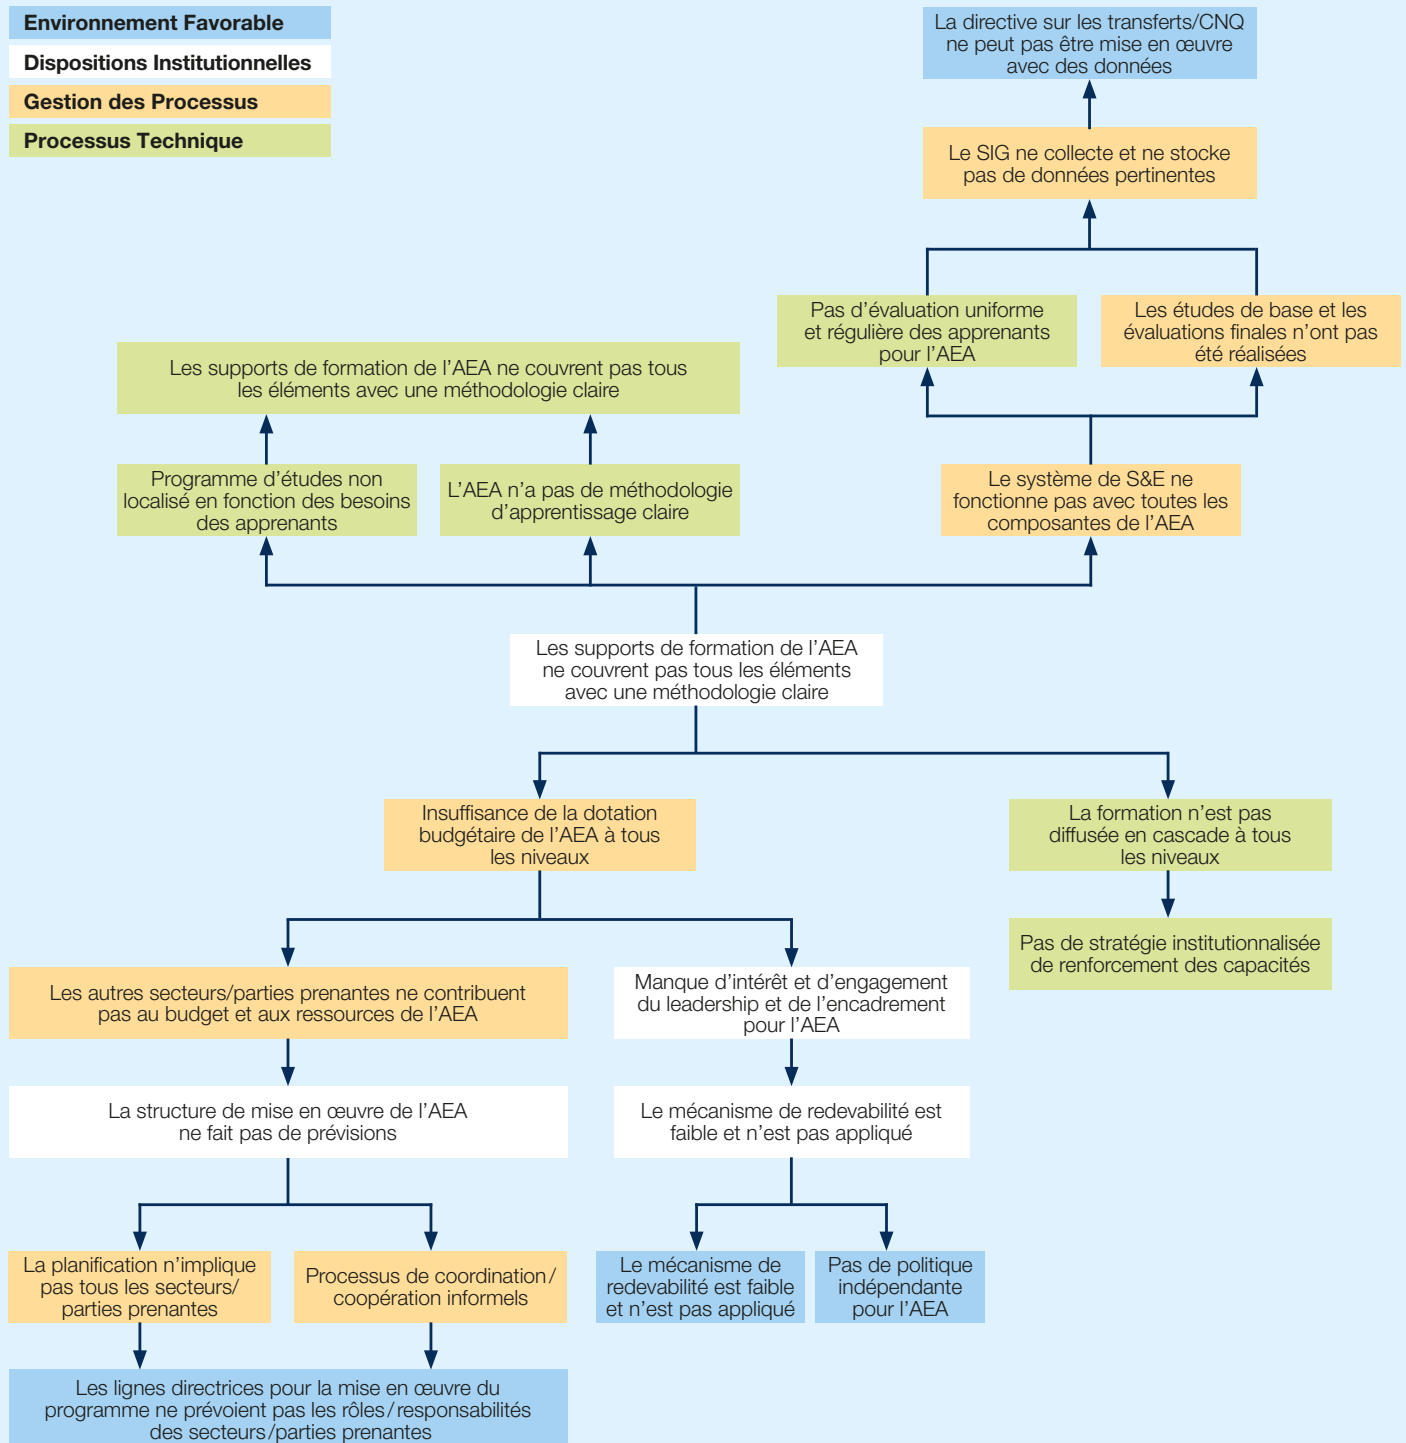 Environnement Favorable
Dispositions Institutionnelles
Gestion des Processus
Processus Technique
La directive sur les transferts/CNQ
ne peut pas être mise en œuvre
avec des données
Le SIG ne collecte et ne stocke
pas de données pertinentes
Pas d’évaluation uniforme
et régulière des apprenants
pour l’AEA
Les études de base et les
évaluations finales n’ont pas
été réalisées
Les supports de formation de l’AEA ne couvrent pas tous
les éléments avec une méthodologie claire
Programme d’études non
localisé en fonction des besoins
des apprenants
L’AEA n’a pas de méthodologie
d’apprentissage claire
Le système de S&E ne
fonctionne pas avec toutes les
composantes de l’AEA
Les supports de formation de l’AEA
ne couvrent pas tous les éléments
avec une méthodologie claire
Insuffisance de la dotation
budgétaire de l’AEA à tous
les niveaux
La formation n’est pas
diffusée en cascade à tous
les niveaux
Pas de stratégie institutionnalisée
de renforcement des capacités
Les autres secteurs/parties prenantes ne contribuent
pas au budget et aux ressources de l’AEA
Manque d’intérêt et d’engagement
du leadership et de l’encadrement
pour l’AEA
La structure de mise en œuvre de l’AEA
ne fait pas de prévisions
Le mécanisme de redevabilité est
faible et n’est pas appliqué
La planification n’implique
pas tous les secteurs/
parties prenantes
Processus de coordination/
coopération informels
Le mécanisme de
redevabilité est faible
et n’est pas appliqué
Pas de politique
indépendante
pour l’AEA
Les lignes directrices pour la mise en œuvre du
programme ne prévoient pas les rôles/responsabilités
des secteurs/parties prenantes